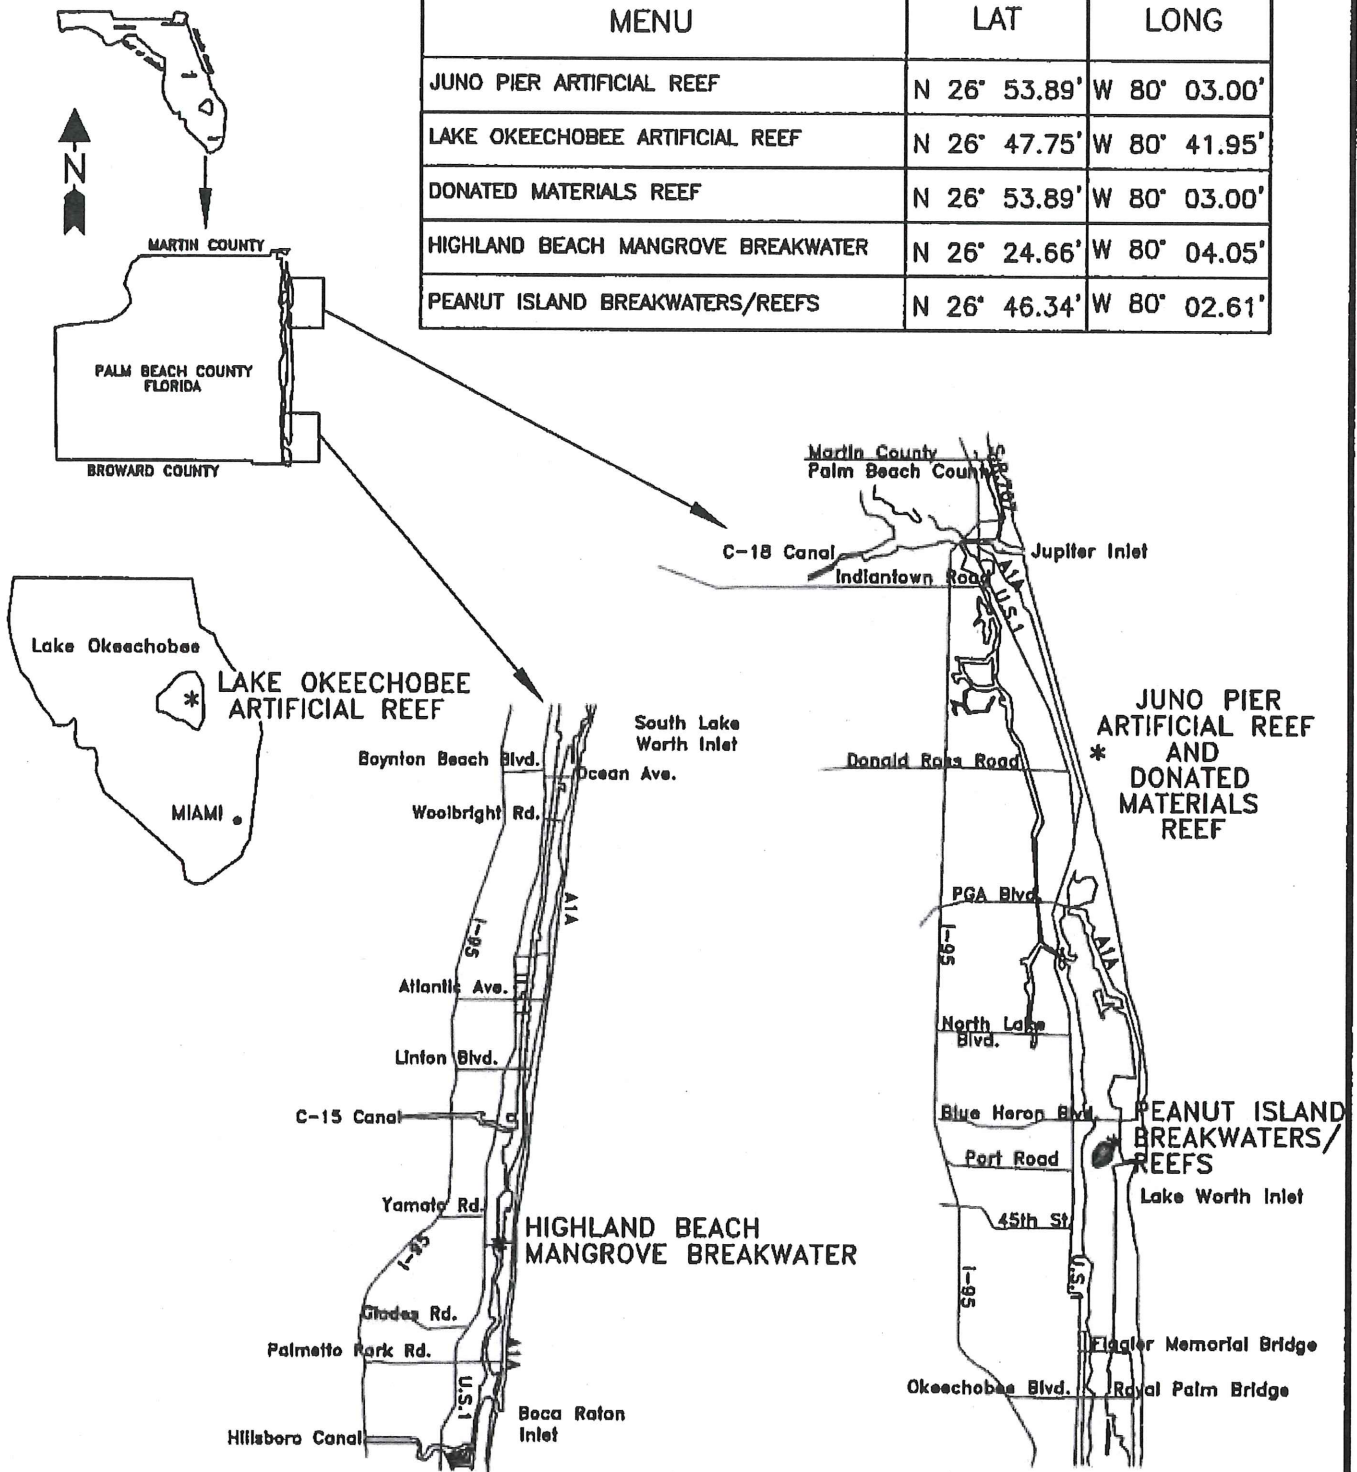 MENU LAT LONG
JUNO PIER ARTIFICIAL REEF N 26° 53.89' W 80° 03.00'
LAKE OKEECHOBEE ARTIFICIAL REEF N 26° 47.75' W 80° 41.95'
DONATED MATERIALS REEF N 26° 53.89' W 80° 03.00'
HIGHLAND BEACH MANGROVE BREAKWATER N 26° 24.66' W 80° 04.05'
PEANUT ISLAND BREAKWATERS/REEFS N 26° 46.34' W 80° 02.61'
N
MARTIN COUNTY
PALM BEACH COUNTY
FLORIDA
BROWARD COUNTY
Lake Okeechobee
* LAKE OKEECHOBEE
ARTIFICIAL REEF
MIAMI
South Lake
Worth Inlet
Boynton Beach Blvd.
Ocean Ave.
Woolbright Rd.
A1A
I-95
Atlantic Ave.
Linton Blvd.
C-15 Canal
Yamato Rd.
HIGHLAND BEACH
MANGROVE BREAKWATER
I-95
Glades Rd.
Palmetto Park Rd.
A1A
U.S.1
Boca Raton
Inlet
Hillsboro Canal
Martin County
Palm Beach County
S.R.707
C-18 Canal
Jupiter Inlet
Indiantown Road
A1A
U.S.1
JUNO PIER
ARTIFICIAL REEF
* AND
DONATED
MATERIALS
REEF
Donald Ross Road
PGA Blvd.
I-95
A1A
North Lake
Blvd.
Blue Heron Blvd.
PEANUT ISLAND
BREAKWATERS/
REEFS
Port Road
Lake Worth Inlet
45th St
I-95
U.S.1
Flagler Memorial Bridge
Okeechobee Blvd.
Royal Palm Bridge